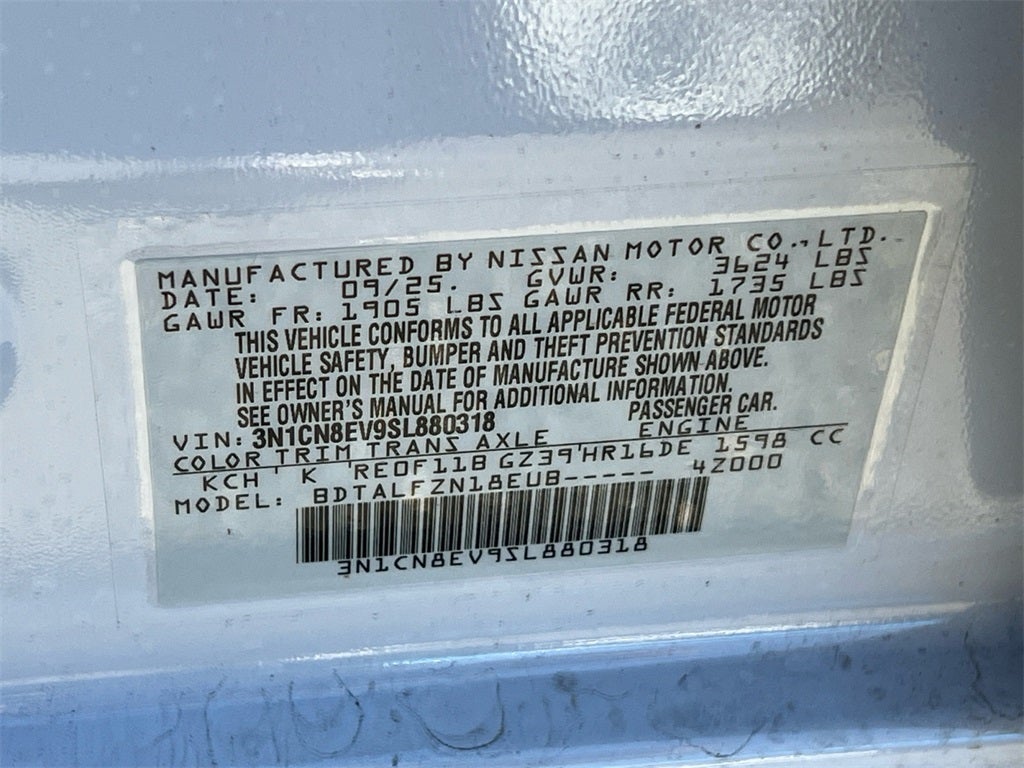 MANUFACTURED BY NISSAN MOTOR CO., LTD.
DATE: 09/25. GVWR: 3624 LBS
GAWR FR: 1905 LBS GAWR RR: 1735 LBS
THIS VEHICLE CONFORMS TO ALL APPLICABLE FEDERAL MOTOR
VEHICLE SAFETY, BUMPER AND THEFT PREVENTION STANDARDS
IN EFFECT ON THE DATE OF MANUFACTURE SHOWN ABOVE.
SEE OWNER'S MANUAL FOR ADDITIONAL INFORMATION.
VIN: 3N1CN8EV9SL880318 PASSENGER CAR.
COLOR TRIM TRANS AXLE ENGINE
KCH ' K 'RE0F11B GZ39'HR16DE 1598 CC
MODEL: BDTALFZN18EUB----- 4Z000
3N1CN8EV9SL880318